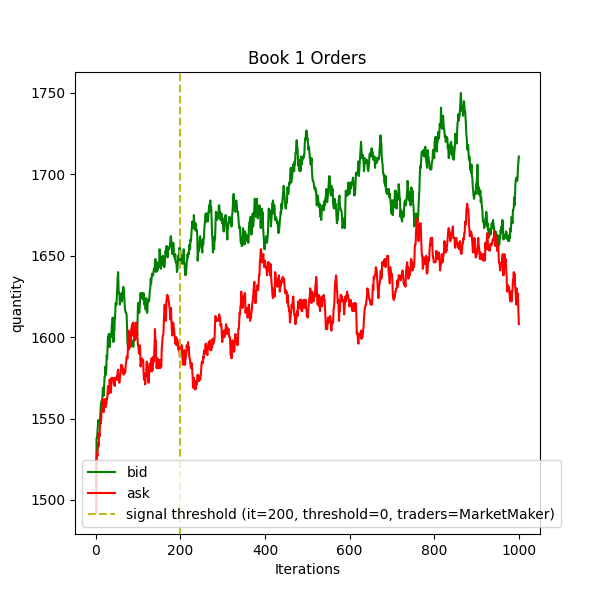 Book 1 Orders
1750
1700
1650
1600
1550
1500
quantity
bid
ask
signal threshold (it=200, threshold=0, traders=MarketMaker)
0 200 400 600 800 1000
Iterations